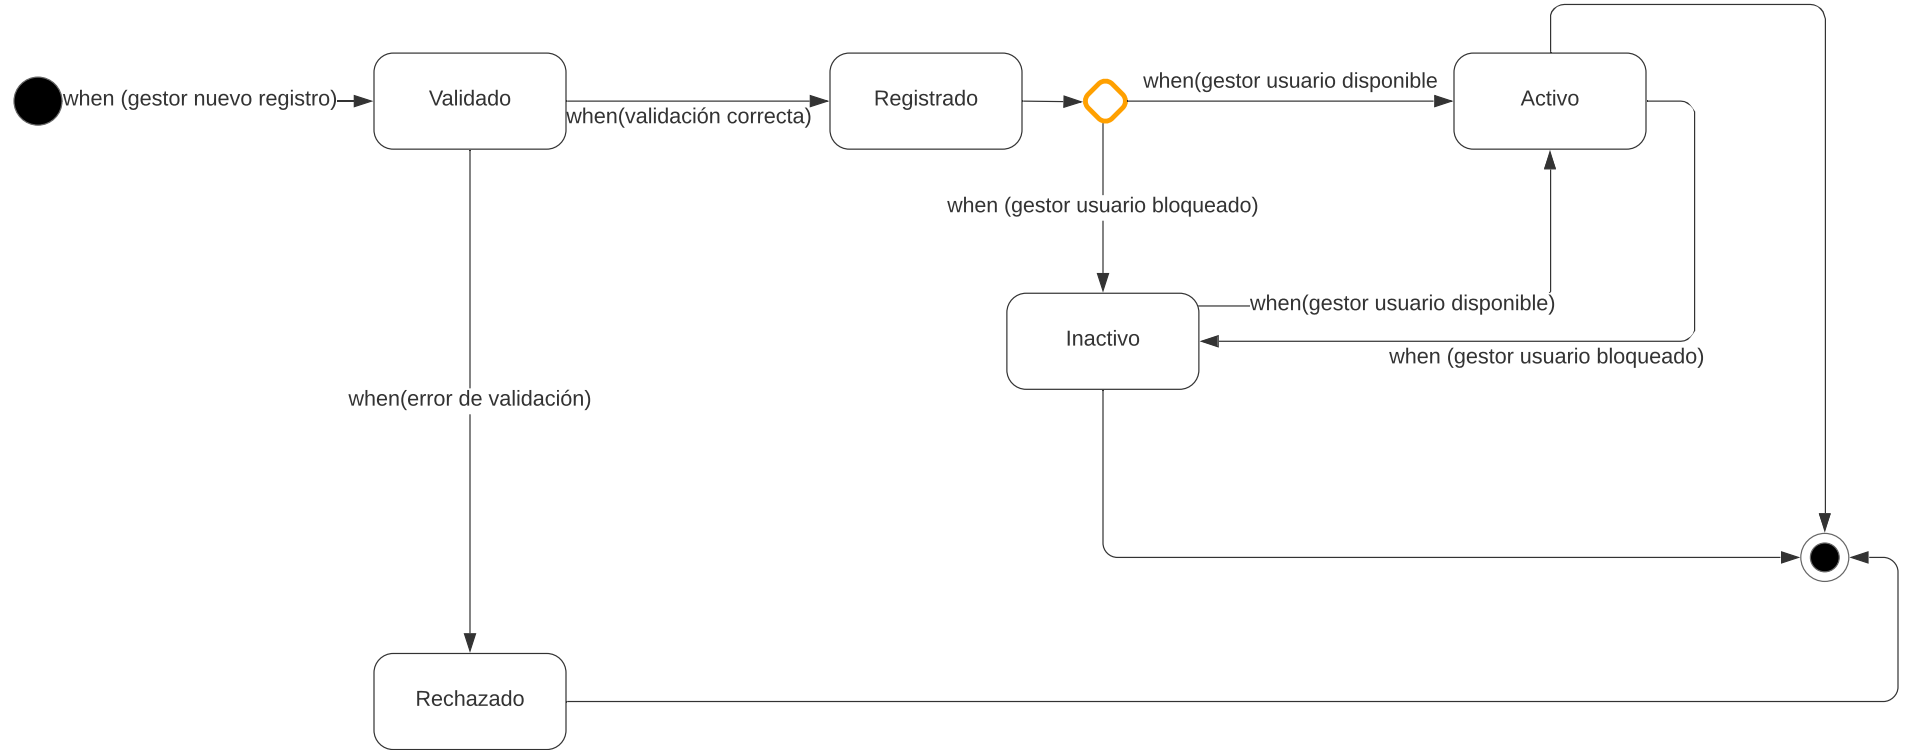 when (gestor nuevo registro)
Validado
when(validación correcta)
Registrado
when(gestor usuario disponible
Activo
when (gestor usuario bloqueado)
when(gestor usuario disponible)
Inactivo
when (gestor usuario bloqueado)
when(error de validación)
Rechazado